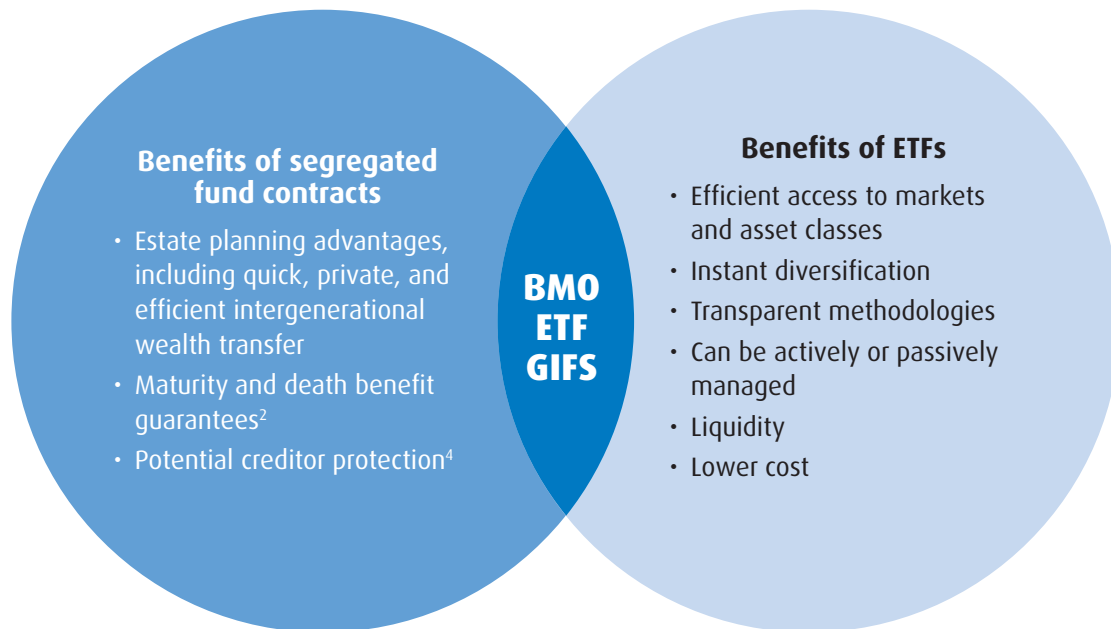 Benefits of segregated
fund contracts
• Estate planning advantages,
including quick, private, and
efficient intergenerational
wealth transfer
• Maturity and death benefit
guarantees²
• Potential creditor protection⁴
BMO
ETF
GIFS
Benefits of ETFs
• Efficient access to markets
and asset classes
• Instant diversification
• Transparent methodologies
• Can be actively or passively
managed
• Liquidity
• Lower cost